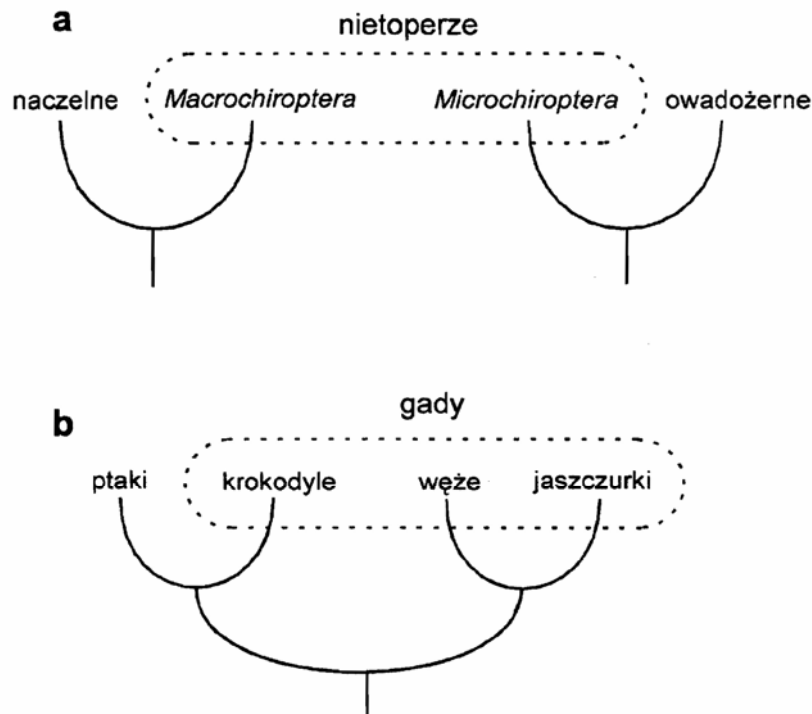 a
nietoperze
naczelne Macrochiroptera Microchiroptera owadożerne
b
gady
ptaki krokodyle węże jaszczurki